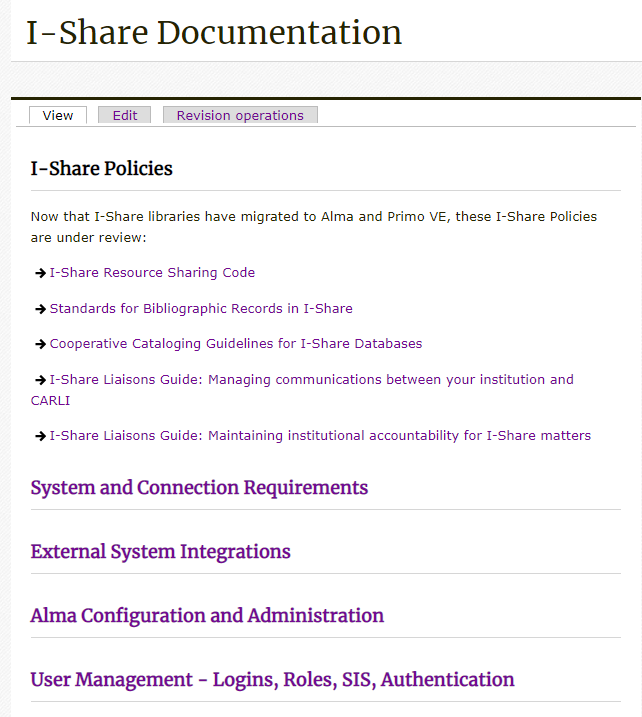 I-Share Documentation
View Edit Revision operations
I-Share Policies
Now that I-Share libraries have migrated to Alma and Primo VE, these I-Share Policies
are under review:
I-Share Resource Sharing Code
Standards for Bibliographic Records in I-Share
Cooperative Cataloging Guidelines for I-Share Databases
I-Share Liaisons Guide: Managing communications between your institution and
CARLI
I-Share Liaisons Guide: Maintaining institutional accountability for I-Share matters
System and Connection Requirements
External System Integrations
Alma Configuration and Administration
User Management - Logins, Roles, SIS, Authentication